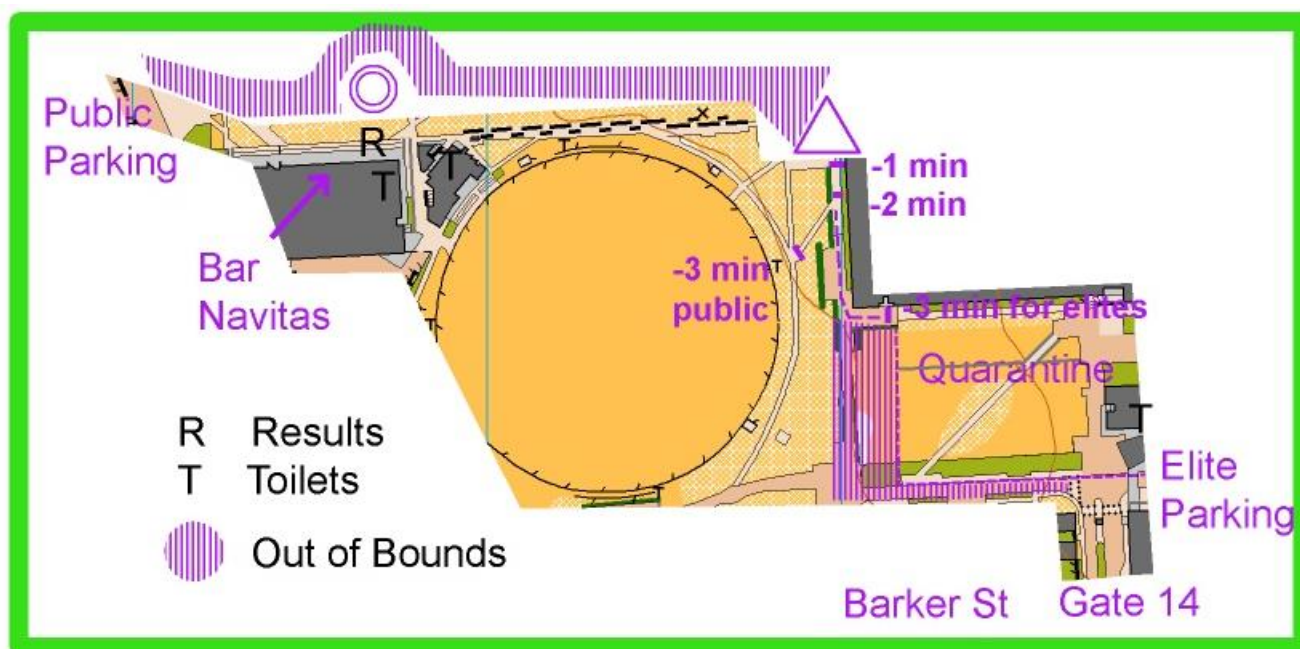 Public
Parking
R
T
T
Bar
Navitas
x
-1 min
-2 min
-3 min
public
-3 min for elites
Quarantine
T
T
T
T
T
R Results
T Toilets
Out of Bounds
Elite
Parking
Barker St
Gate 14